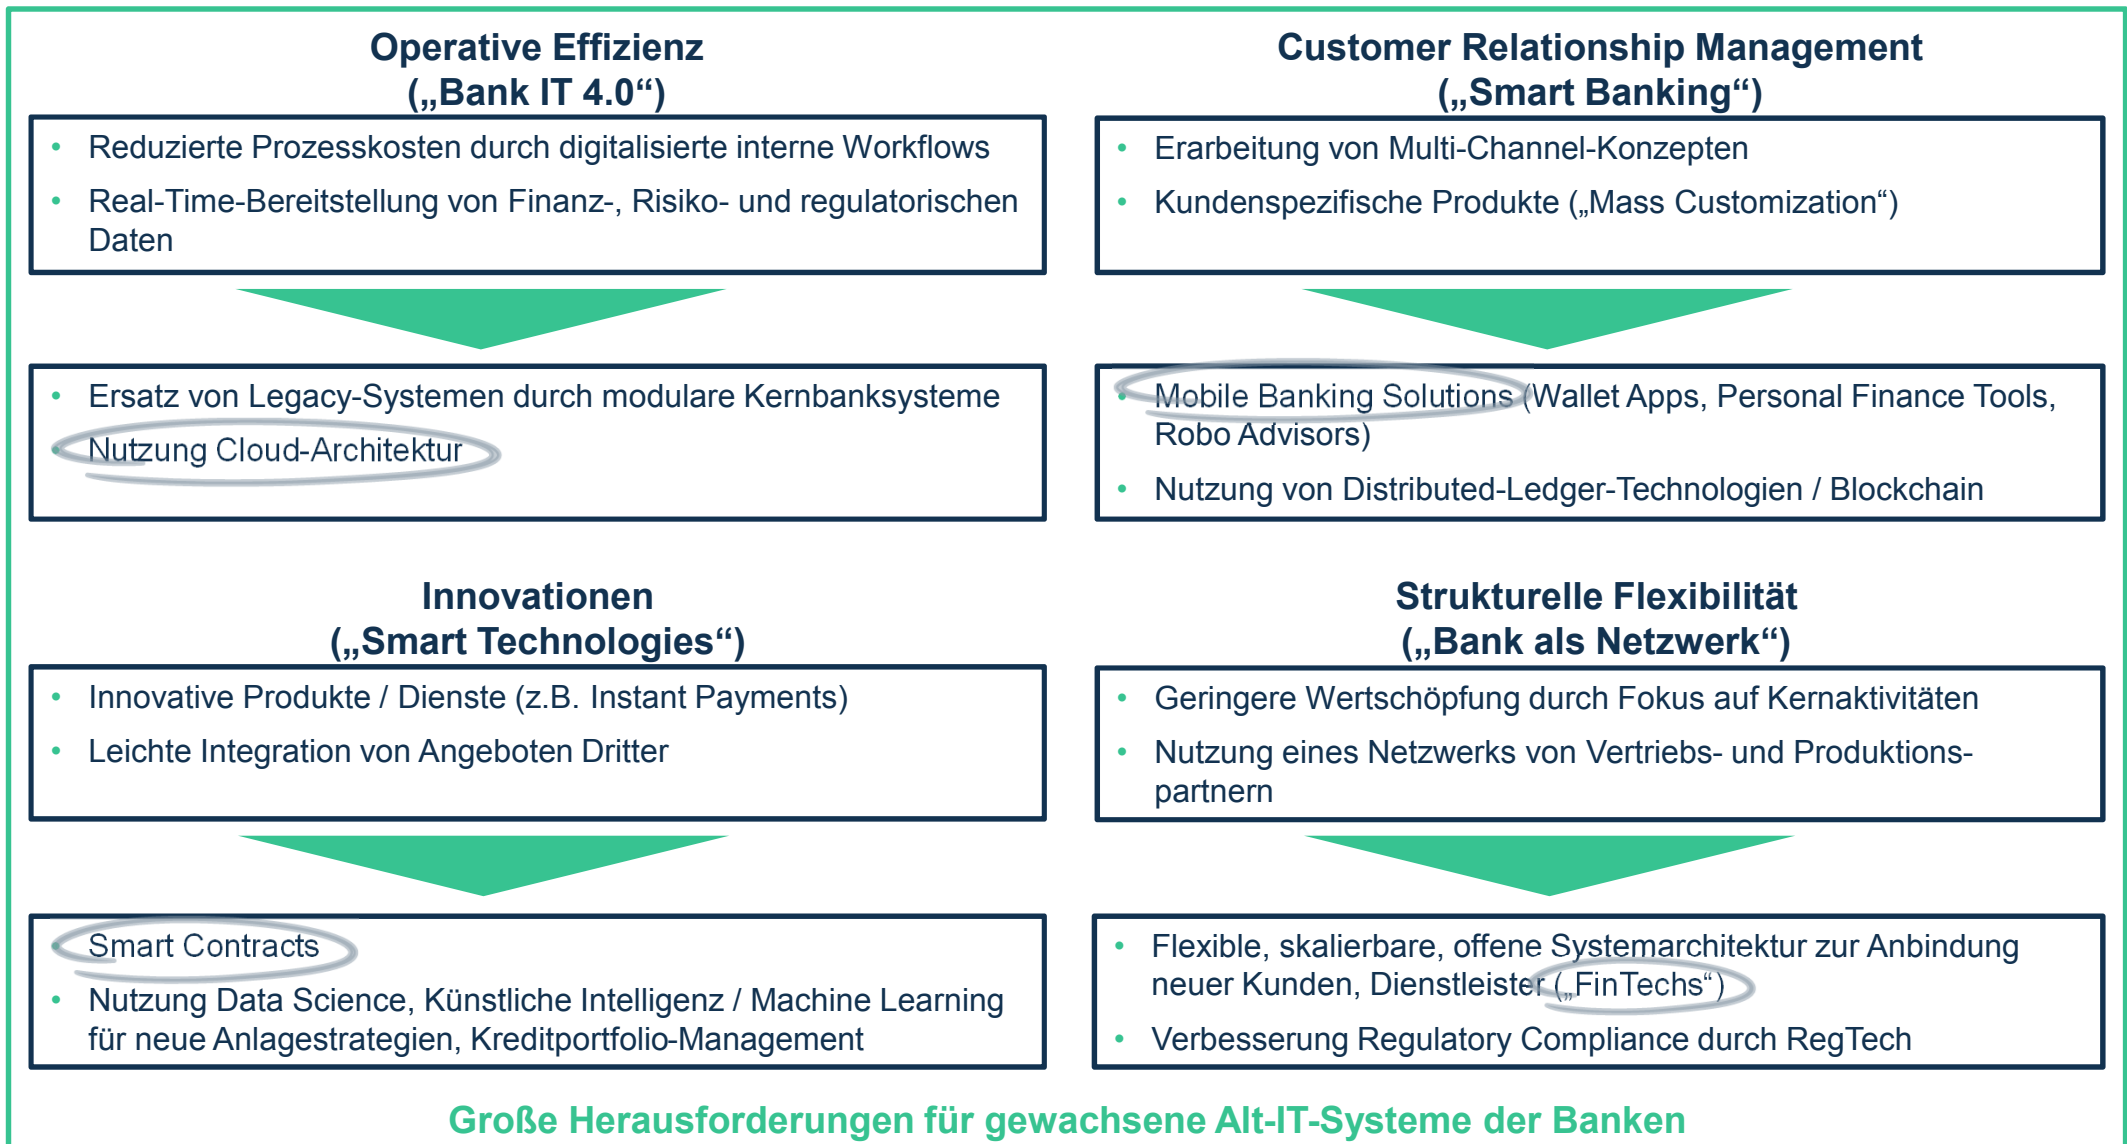 Operative Effizienz
(„Bank IT 4.0“)
• Reduzierte Prozesskosten durch digitalisierte interne Workflows
• Real-Time-Bereitstellung von Finanz-, Risiko- und regulatorischen
Daten
• Ersatz von Legacy-Systemen durch modulare Kernbanksysteme
• Nutzung Cloud-Architektur
Customer Relationship Management
(„Smart Banking“)
• Erarbeitung von Multi-Channel-Konzepten
• Kundenspezifische Produkte („Mass Customization“)
• Mobile Banking Solutions (Wallet Apps, Personal Finance Tools,
Robo Advisors)
• Nutzung von Distributed-Ledger-Technologien / Blockchain
Innovationen
(„Smart Technologies“)
• Innovative Produkte / Dienste (z.B. Instant Payments)
• Leichte Integration von Angeboten Dritter
• Smart Contracts
• Nutzung Data Science, Künstliche Intelligenz / Machine Learning
für neue Anlagestrategien, Kreditportfolio-Management
Strukturelle Flexibilität
(„Bank als Netzwerk“)
• Geringere Wertschöpfung durch Fokus auf Kernaktivitäten
• Nutzung eines Netzwerks von Vertriebs- und Produktions-
partnern
• Flexible, skalierbare, offene Systemarchitektur zur Anbindung
neuer Kunden, Dienstleister („FinTechs“)
• Verbesserung Regulatory Compliance durch RegTech
Große Herausforderungen für gewachsene Alt-IT-Systeme der Banken